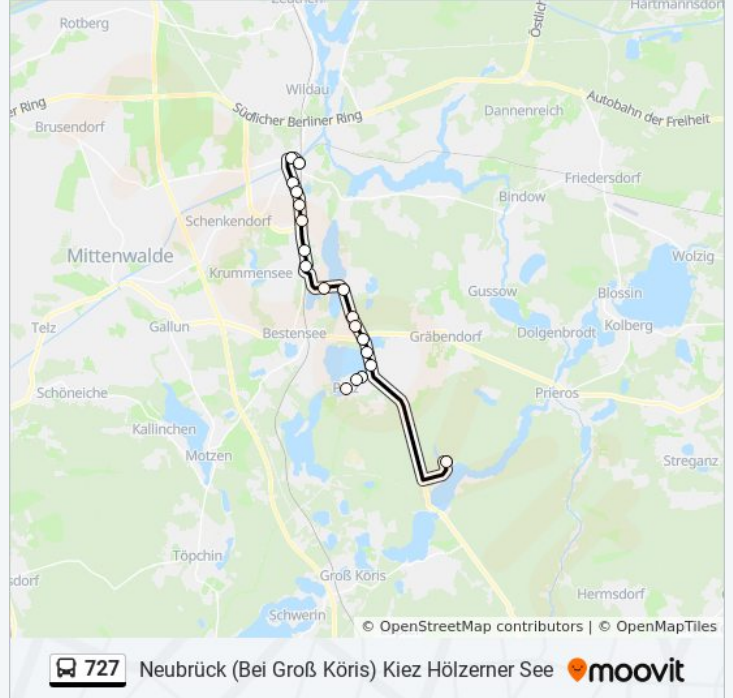 Zeuthen
Hartmannsdorf
Rotberg
Östlich
Wildau
er Ring
Südlicher Berliner Ring
Dannenreich
Autobahn der Freiheit
Brusendorf
Friedersdorf
Bindow
Schenkendorf
Mittenwalde
Wolzig
Krummensee
Gussow
Blossin
Telz
Gallun
Bestensee
Gräbendorf
Dolgenbrodt
Kolberg
Schöneiche
Prieros
Kallinchen
Motzen
Streganz
Töpchin
sdorf
Groß Köris
Hermsdorf
Schwerin
© OpenStreetMap contributors | © OpenMapTiles
727 Neubrück (Bei Groß Köris) Kiez Hölzerner See moovit